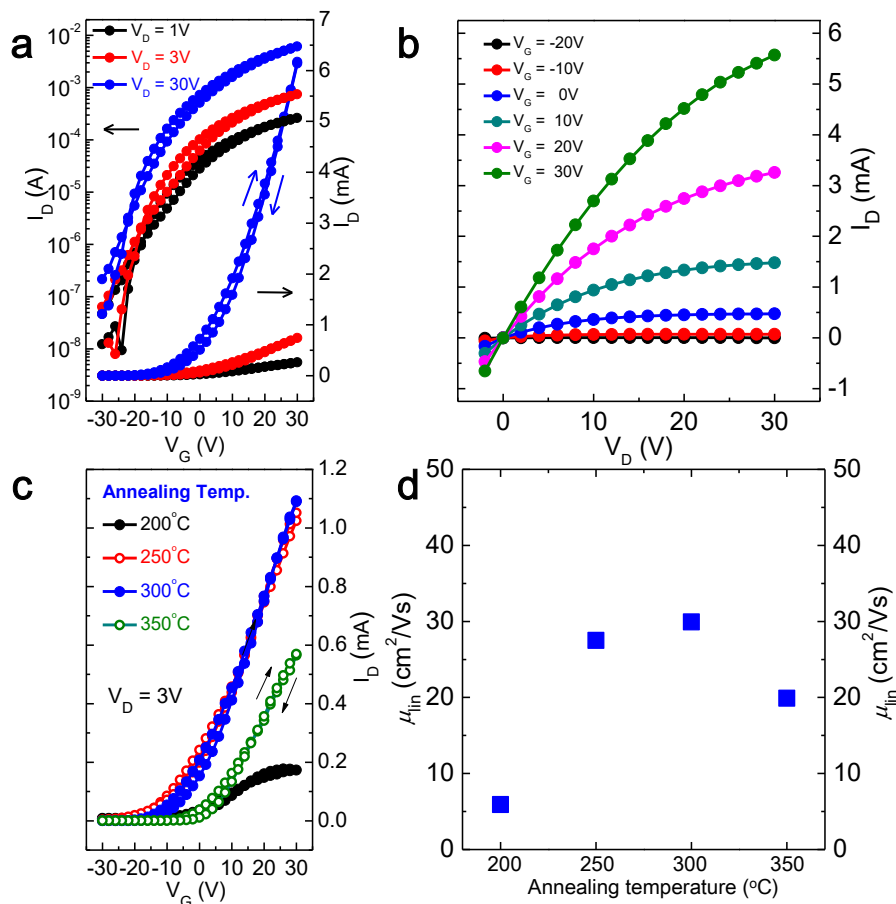 a
V_D = 1V
V_D = 3V
V_D = 30V
10^-2
10^-3
10^-4
10^-5
10^-6
10^-7
10^-8
10^-9
I_D (A)
7
6
5
4
3
2
1
0
I_D (mA)
-30 -20 -10 0 10 20 30
V_G (V)
b
V_G = -20V
V_G = -10V
V_G = 0V
V_G = 10V
V_G = 20V
V_G = 30V
6
5
4
3
2
1
0
-1
I_D (mA)
0 10 20 30
V_D (V)
c
Annealing Temp.
200°C
250°C
300°C
350°C
V_D = 3V
1.2
1.0
0.8
0.6
0.4
0.2
0.0
I_D (mA)
-30 -20 -10 0 10 20 30
V_G (V)
d
50
40
30
20
10
0
μ_lin (cm²/Vs)
50
40
30
20
10
0
μ_lin (cm²/Vs)
200 250 300 350
Annealing temperature (°C)